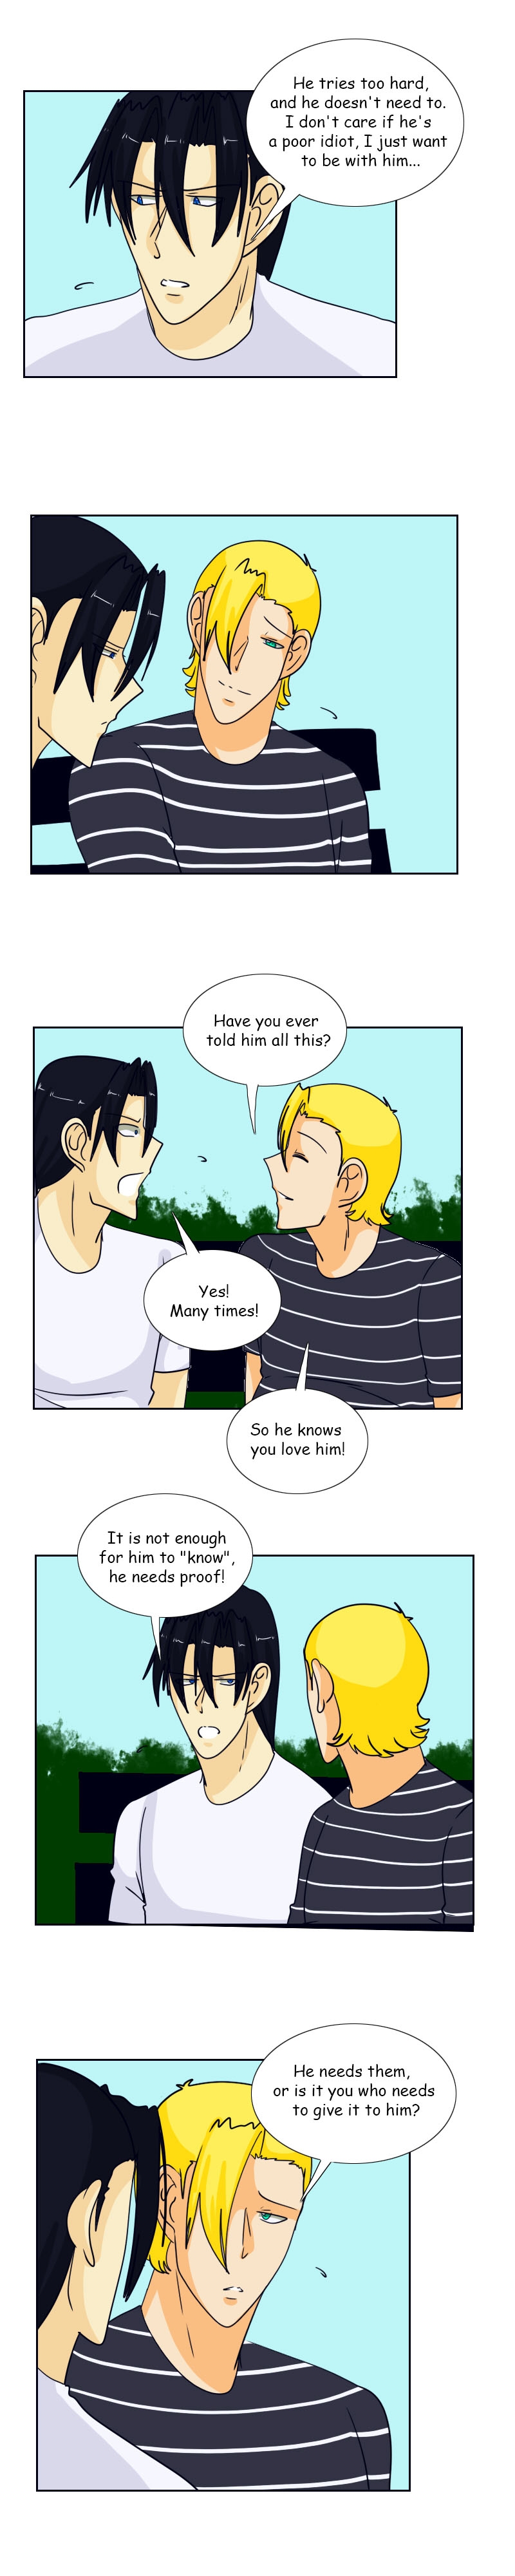 He tries too hard,
and he doesn't need to.
I don't care if he's
a poor idiot, I just want
to be with him...
Have you ever
told him all this?
Yes!
Many times!
So he knows
you love him!
It is not enough
for him to "know",
he needs proof!
He needs them,
or is it you who needs
to give it to him?